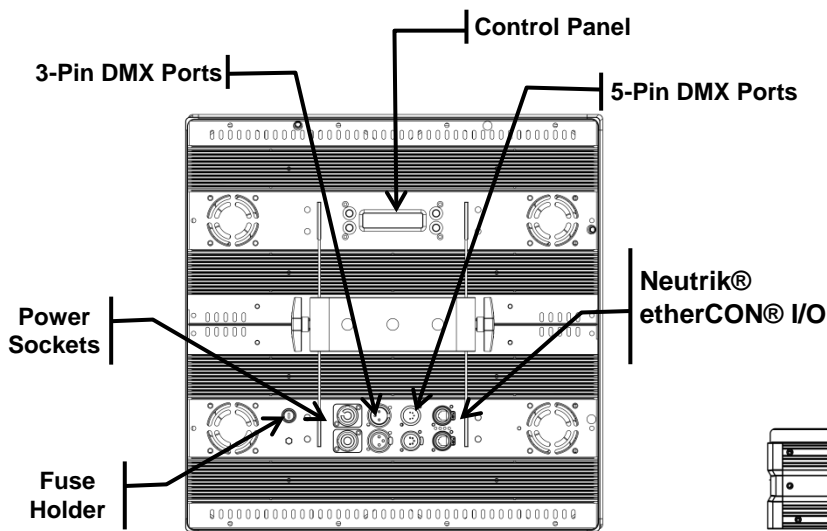 Control Panel
3-Pin DMX Ports
5-Pin DMX Ports
Neutrik®
etherCON® I/O
Power
Sockets
Fuse
Holder